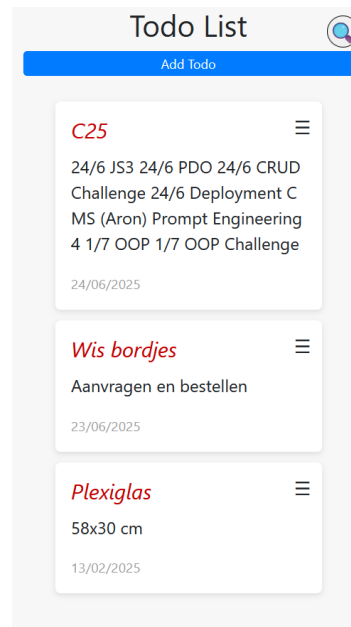 Todo List
Add Todo
C25
24/6 JS3 24/6 PDO 24/6 CRUD
Challenge 24/6 Deployment C
MS (Aron) Prompt Engineering
4 1/7 OOP 1/7 OOP Challenge
24/06/2025
Wis bordjes
Aanvragen en bestellen
23/06/2025
Plexiglas
58x30 cm
13/02/2025